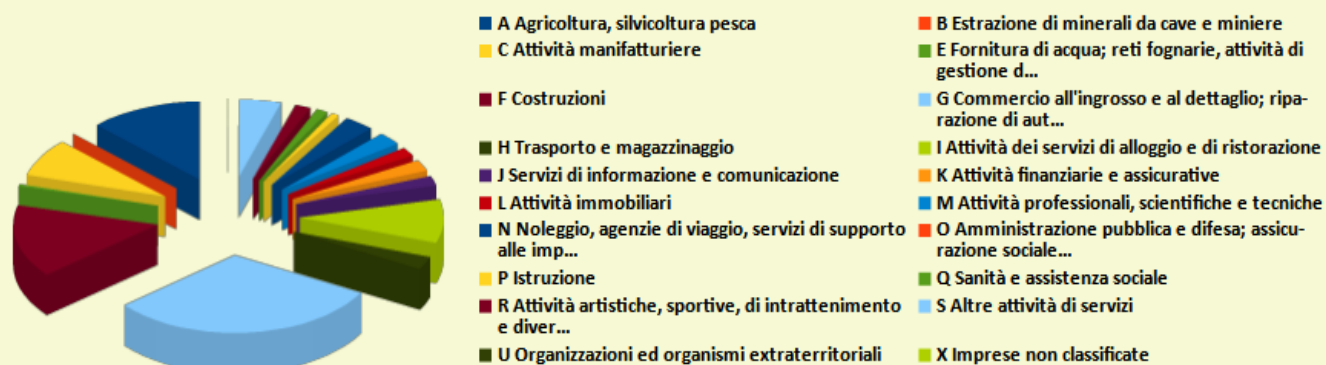 A Agricoltura, silvicoltura pesca
B Estrazione di minerali da cave e miniere
C Attività manifatturiere
E Fornitura di acqua; reti fognarie, attività di
gestione d...
F Costruzioni
G Commercio all'ingrosso e al dettaglio; ripa-
razione di aut...
H Trasporto e magazzinaggio
I Attività dei servizi di alloggio e di ristorazione
J Servizi di informazione e comunicazione
K Attività finanziarie e assicurative
L Attività immobiliari
M Attività professionali, scientifiche e tecniche
N Noleggio, agenzie di viaggio, servizi di supporto
alle imp...
O Amministrazione pubblica e difesa; assicu-
razione sociale...
P Istruzione
Q Sanità e assistenza sociale
R Attività artistiche, sportive, di intrattenimento
e diver...
S Altre attività di servizi
U Organizzazioni ed organismi extraterritoriali
X Imprese non classificate